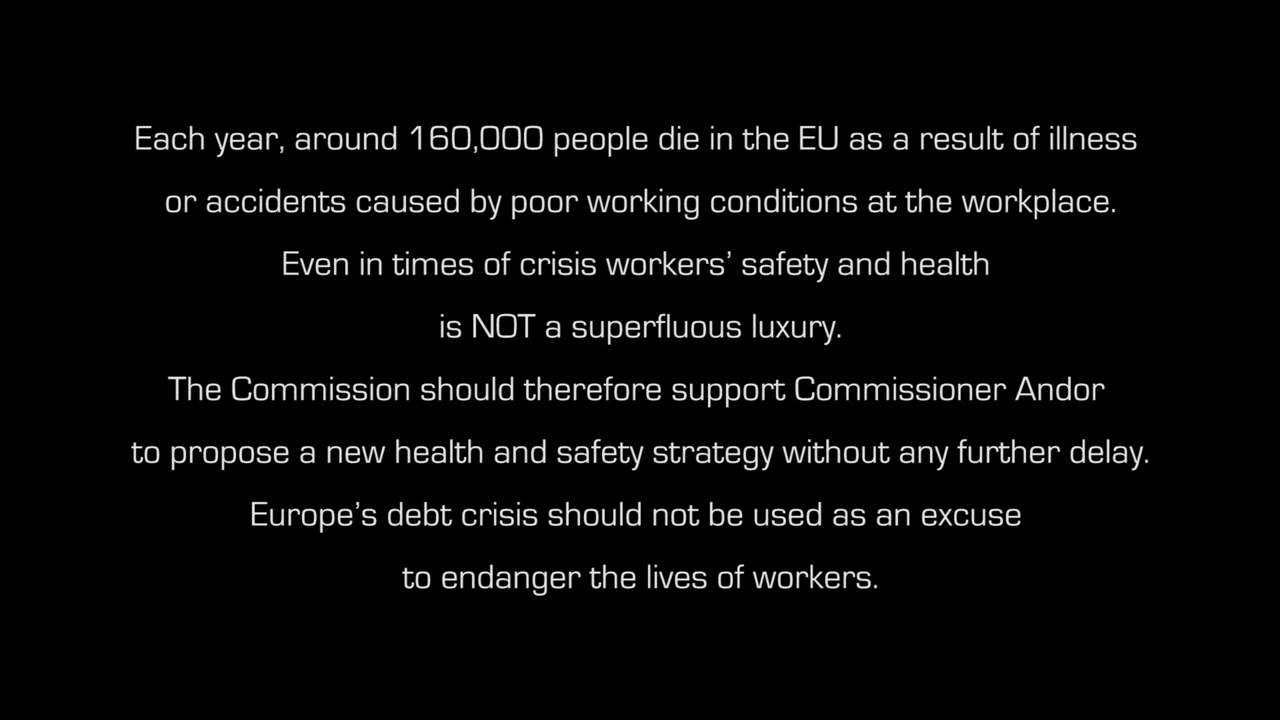 Each year, around 160,000 people die in the EU as a result of illness
or accidents caused by poor working conditions at the workplace.
Even in times of crisis workers’ safety and health
is NOT a superfluous luxury.
The Commission should therefore support Commissioner Andor
to propose a new health and safety strategy without any further delay.
Europe’s debt crisis should not be used as an excuse
to endanger the lives of workers.